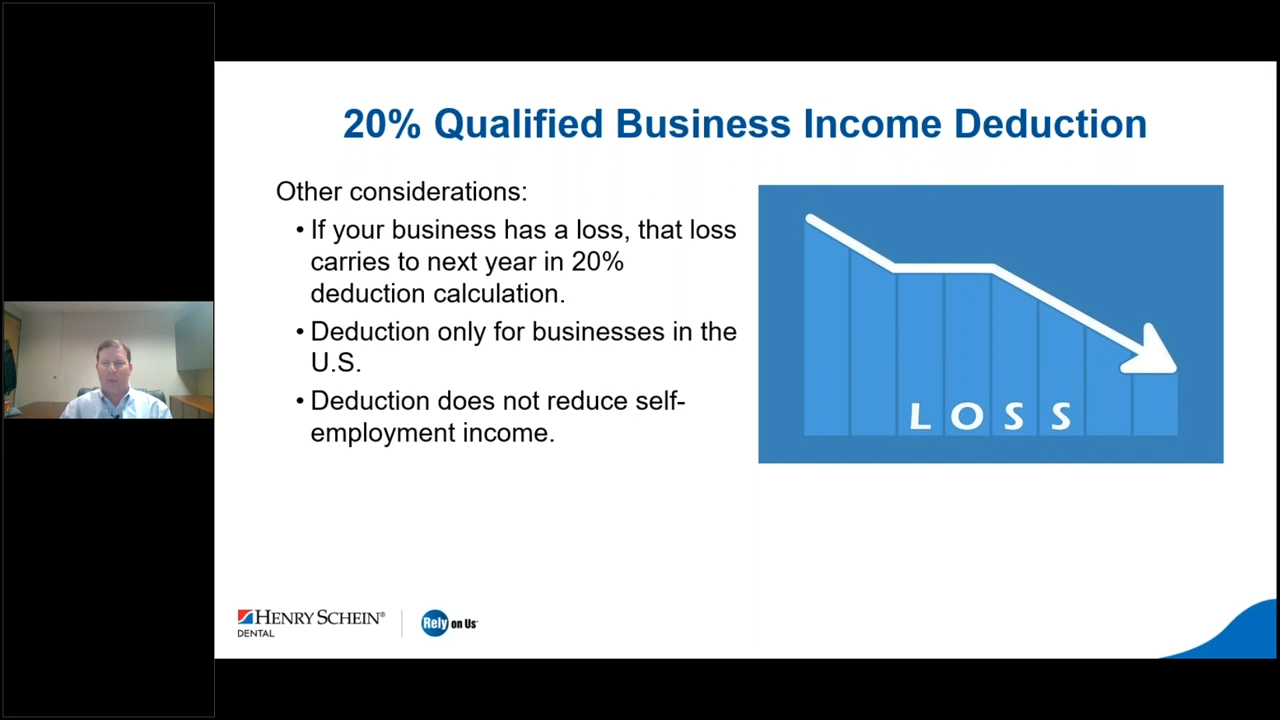 20% Qualified Business Income Deduction
Other considerations:
• If your business has a loss, that loss
carries to next year in 20%
deduction calculation.
• Deduction only for businesses in the
U.S.
• Deduction does not reduce self-
employment income.
LOSS
HENRY SCHEIN®
DENTAL
Rely on Us